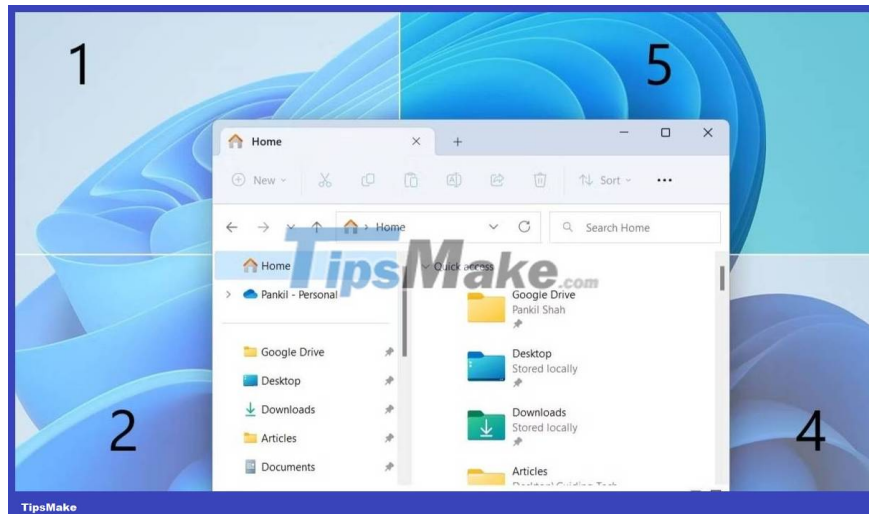 1
5
Home
New
Sort
Home
Search Home
TipsMake.com
Home
Quick access
Pankil - Personal
Google Drive
Pankil Shah
Google Drive
Desktop
Stored locally
Desktop
Downloads
Downloads
Stored locally
Articles
Documents
Articles
2
4
TipsMake